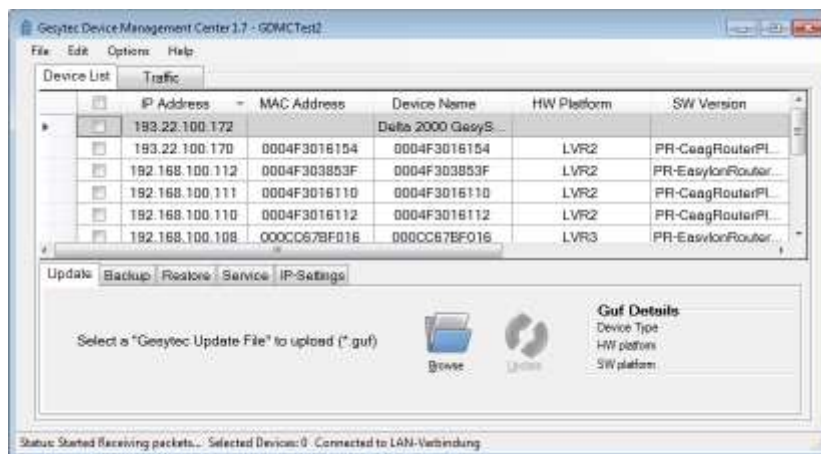 Gesytec Device Management Center 1.7 - GDMCTest2
File Edit Options Help
Device List Traffic
IP Address MAC Address Device Name HW Platform SW Version
193.22.100.172 Delta 2000 GesyS...
193.22.100.170 0004F3016154 0004F3016154 LVR2 PR-CeagRouterPl...
192.168.100.112 0004F303853F 0004F303853F LVR2 PR-EasylonRouter...
192.168.100.111 0004F3016110 0004F3016110 LVR2 PR-CeagRouterPl...
192.168.100.110 0004F3016112 0004F3016112 LVR2 PR-CeagRouterPl...
192.168.100.108 000CC67BF016 000CC67BF016 LVR3 PR-EasylonRouter...
Update Backup Restore Service IP-Settings
Select a "Gesytec Update File" to upload (*.guf)
Browse Update
Guf Details
Device Type
HW platform
SW platform
Status: Started Receiving packets... Selected Devices: 0 Connected to LAN-Verbindung